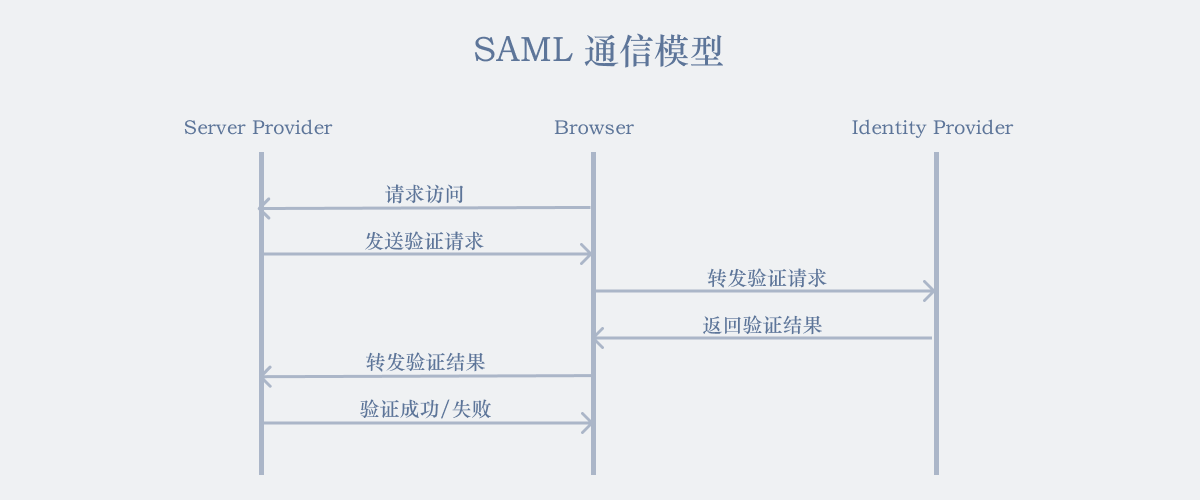 SAML 通信模型
Server Provider
Browser
Identity Provider
请求访问
发送验证请求
转发验证请求
返回验证结果
转发验证结果
验证成功/失败